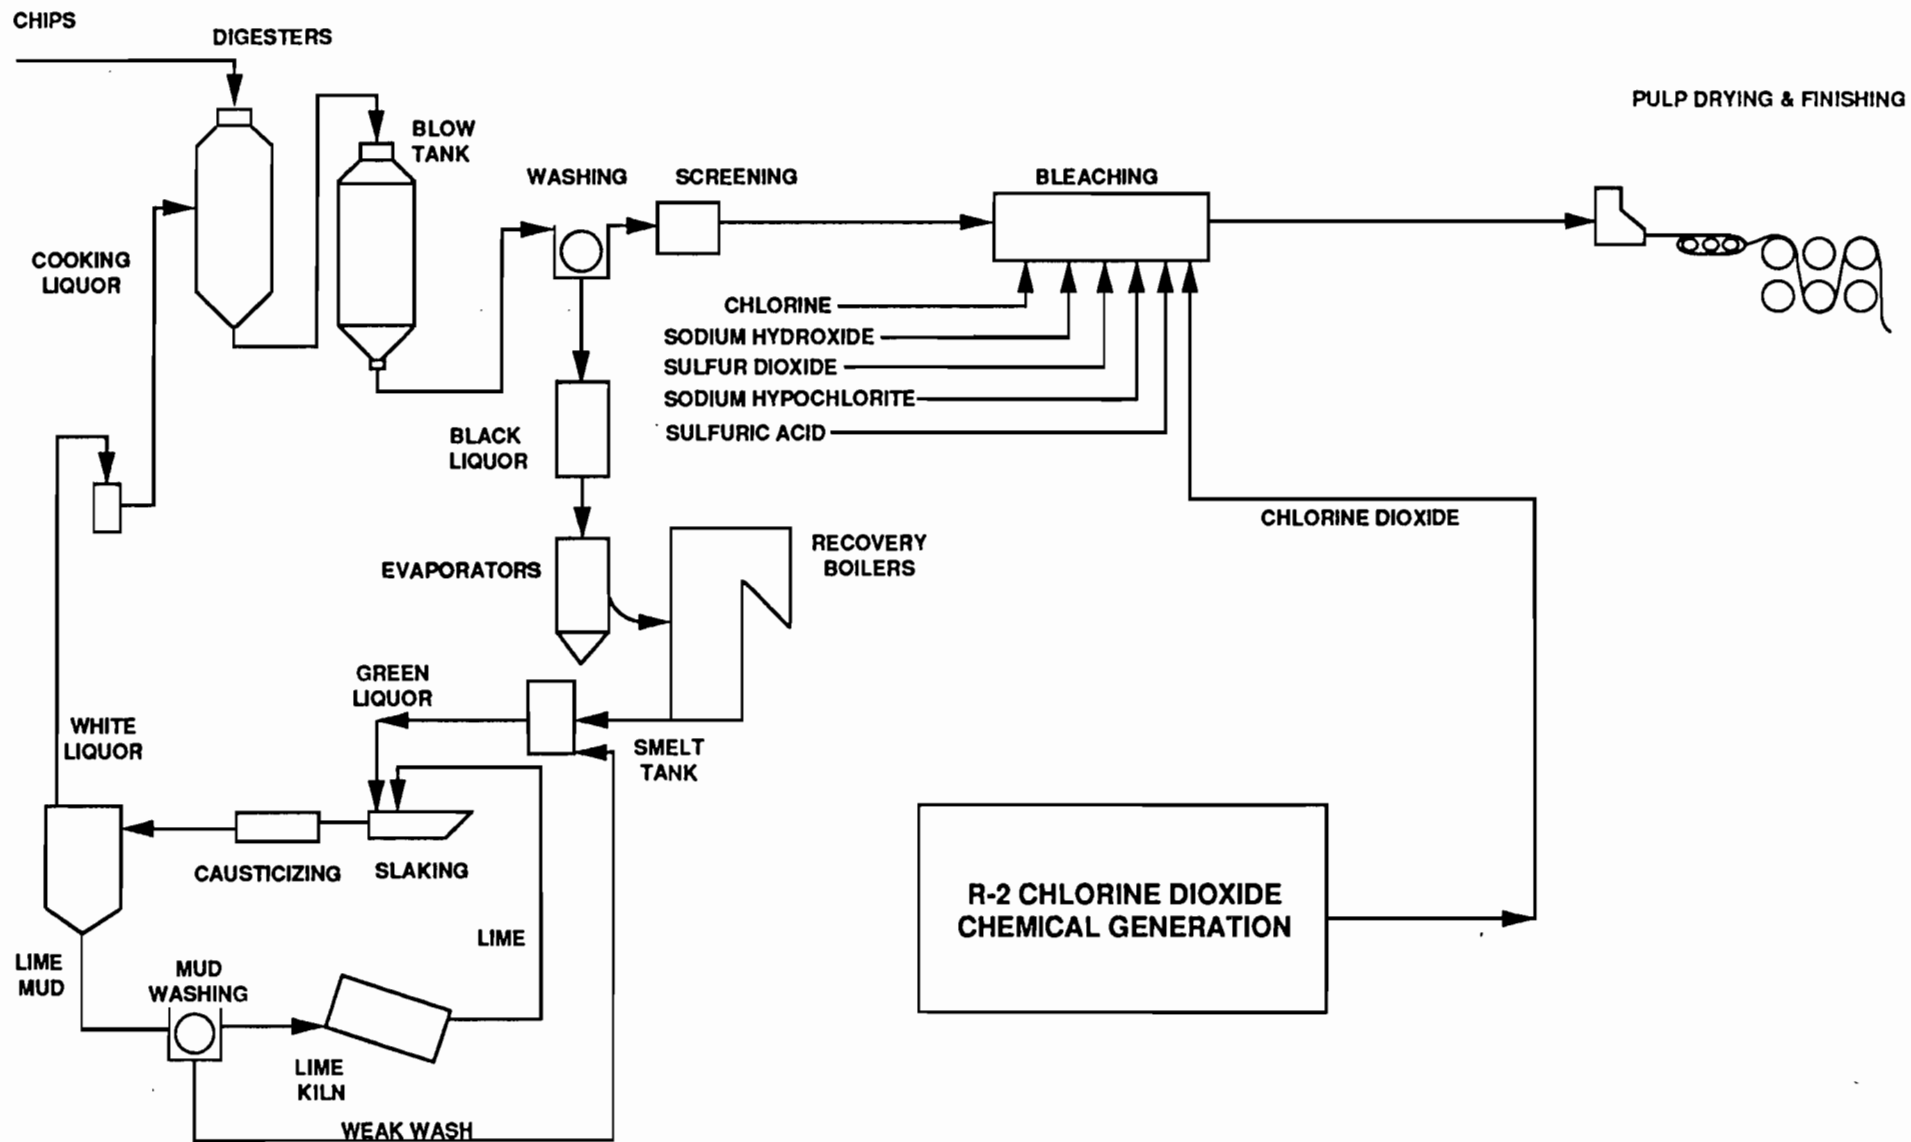 CHIPS
DIGESTERS
PULP DRYING & FINISHING
BLOW
TANK
WASHING
SCREENING
BLEACHING
COOKING
LIQUOR
CHLORINE
SODIUM HYDROXIDE
SULFUR DIOXIDE
SODIUM HYPOCHLORITE
SULFURIC ACID
BLACK
LIQUOR
CHLORINE DIOXIDE
EVAPORATORS
RECOVERY
BOILERS
GREEN
LIQUOR
WHITE
LIQUOR
SMELT
TANK
CAUSTICIZING
SLAKING
R-2 CHLORINE DIOXIDE
CHEMICAL GENERATION
LIME
LIME
MUD
MUD
WASHING
LIME
KILN
WEAK WASH